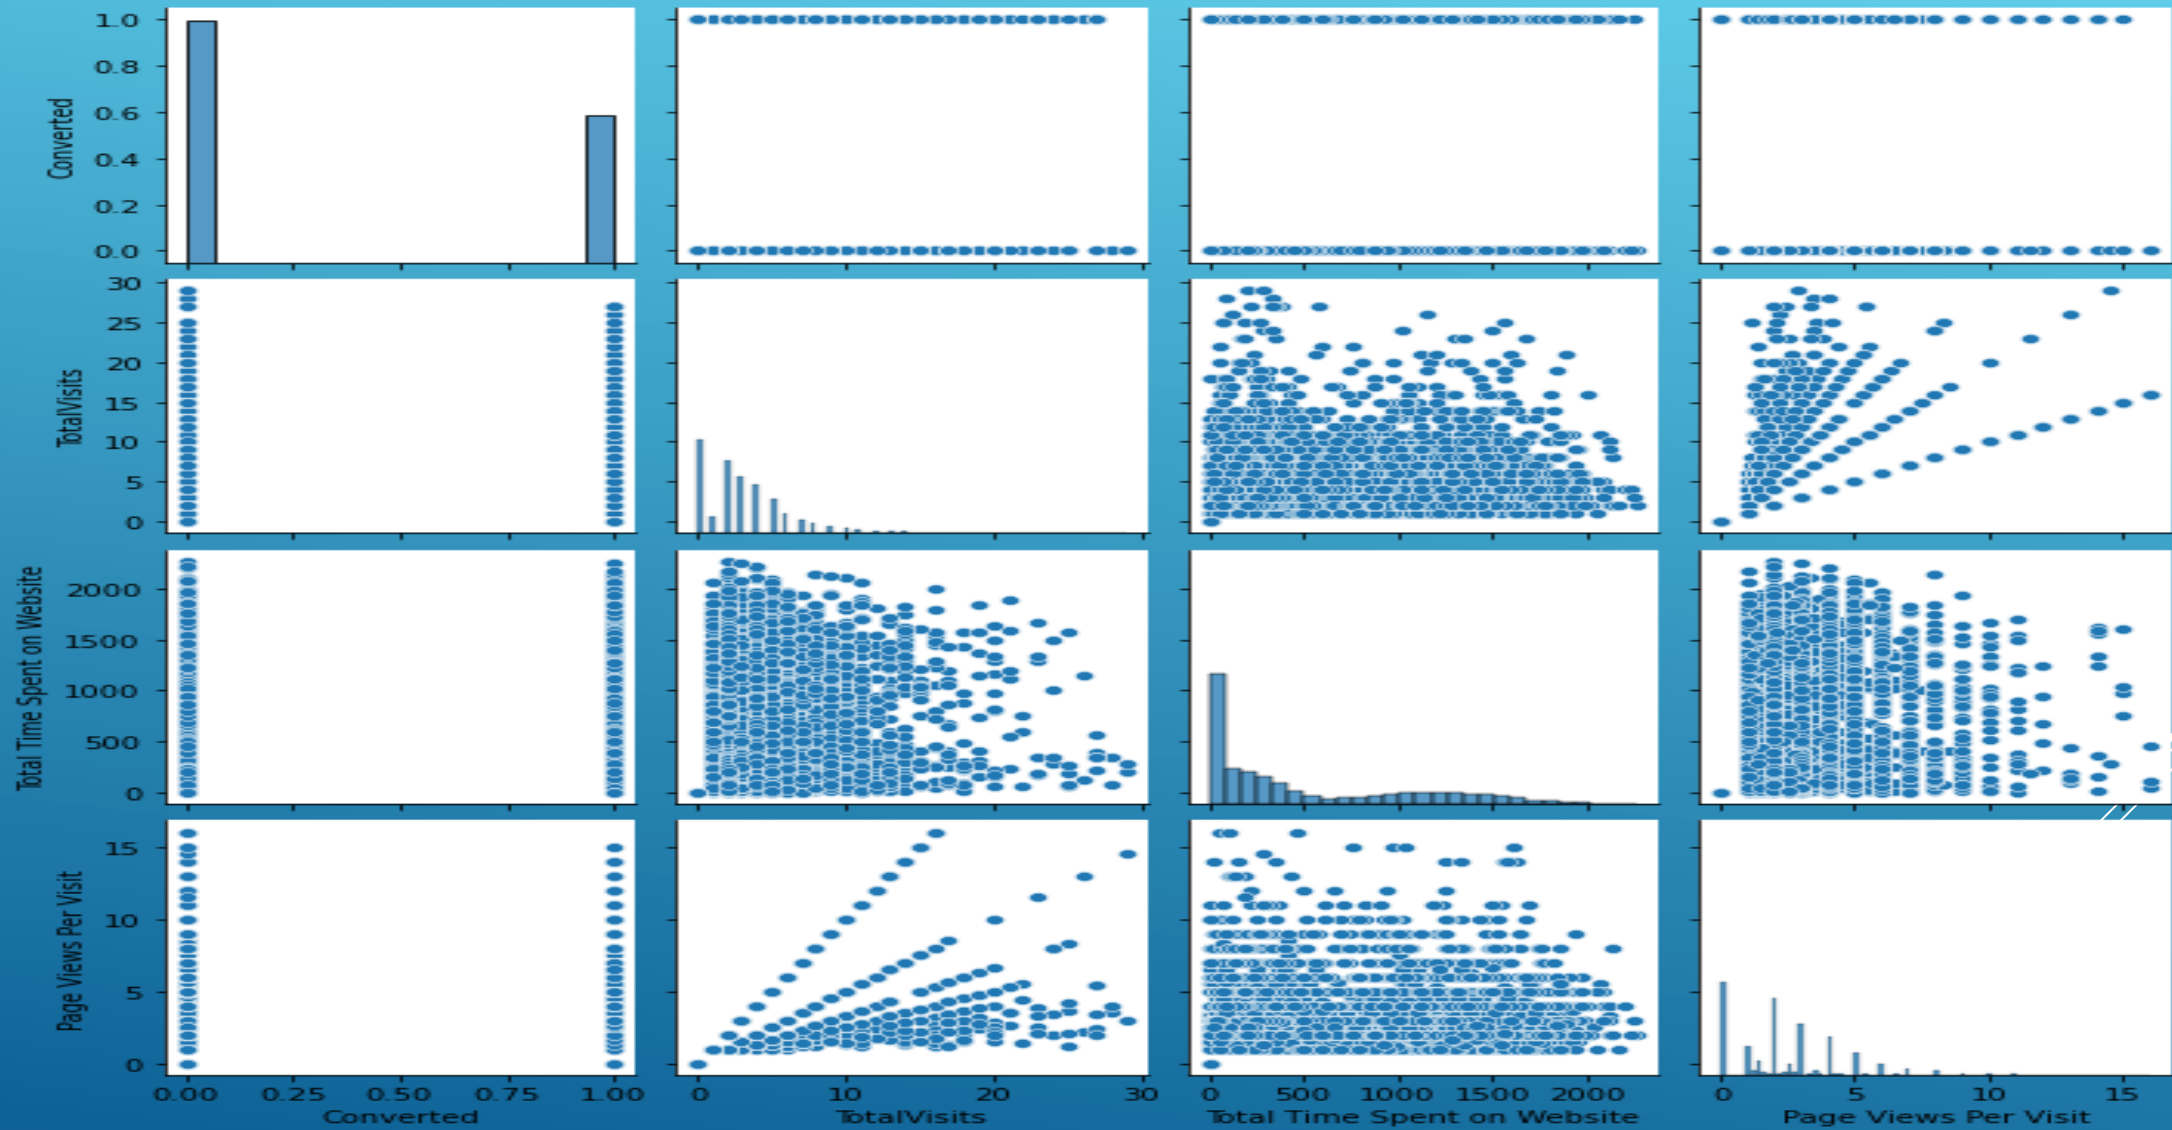 Converted
1.0
0.8
0.6
0.4
0.2
0.0
TotalVisits
30
25
20
15
10
5
0
Total Time Spent on Website
2000
1500
1000
500
0
Page Views Per Visit
15
10
5
0
0.00 0.25 0.50 0.75 1.00
0 10 20 30
0 500 1000 1500 2000
0 5 10 15
Converted
TotalVisits
Total Time Spent on Website
Page Views Per Visit